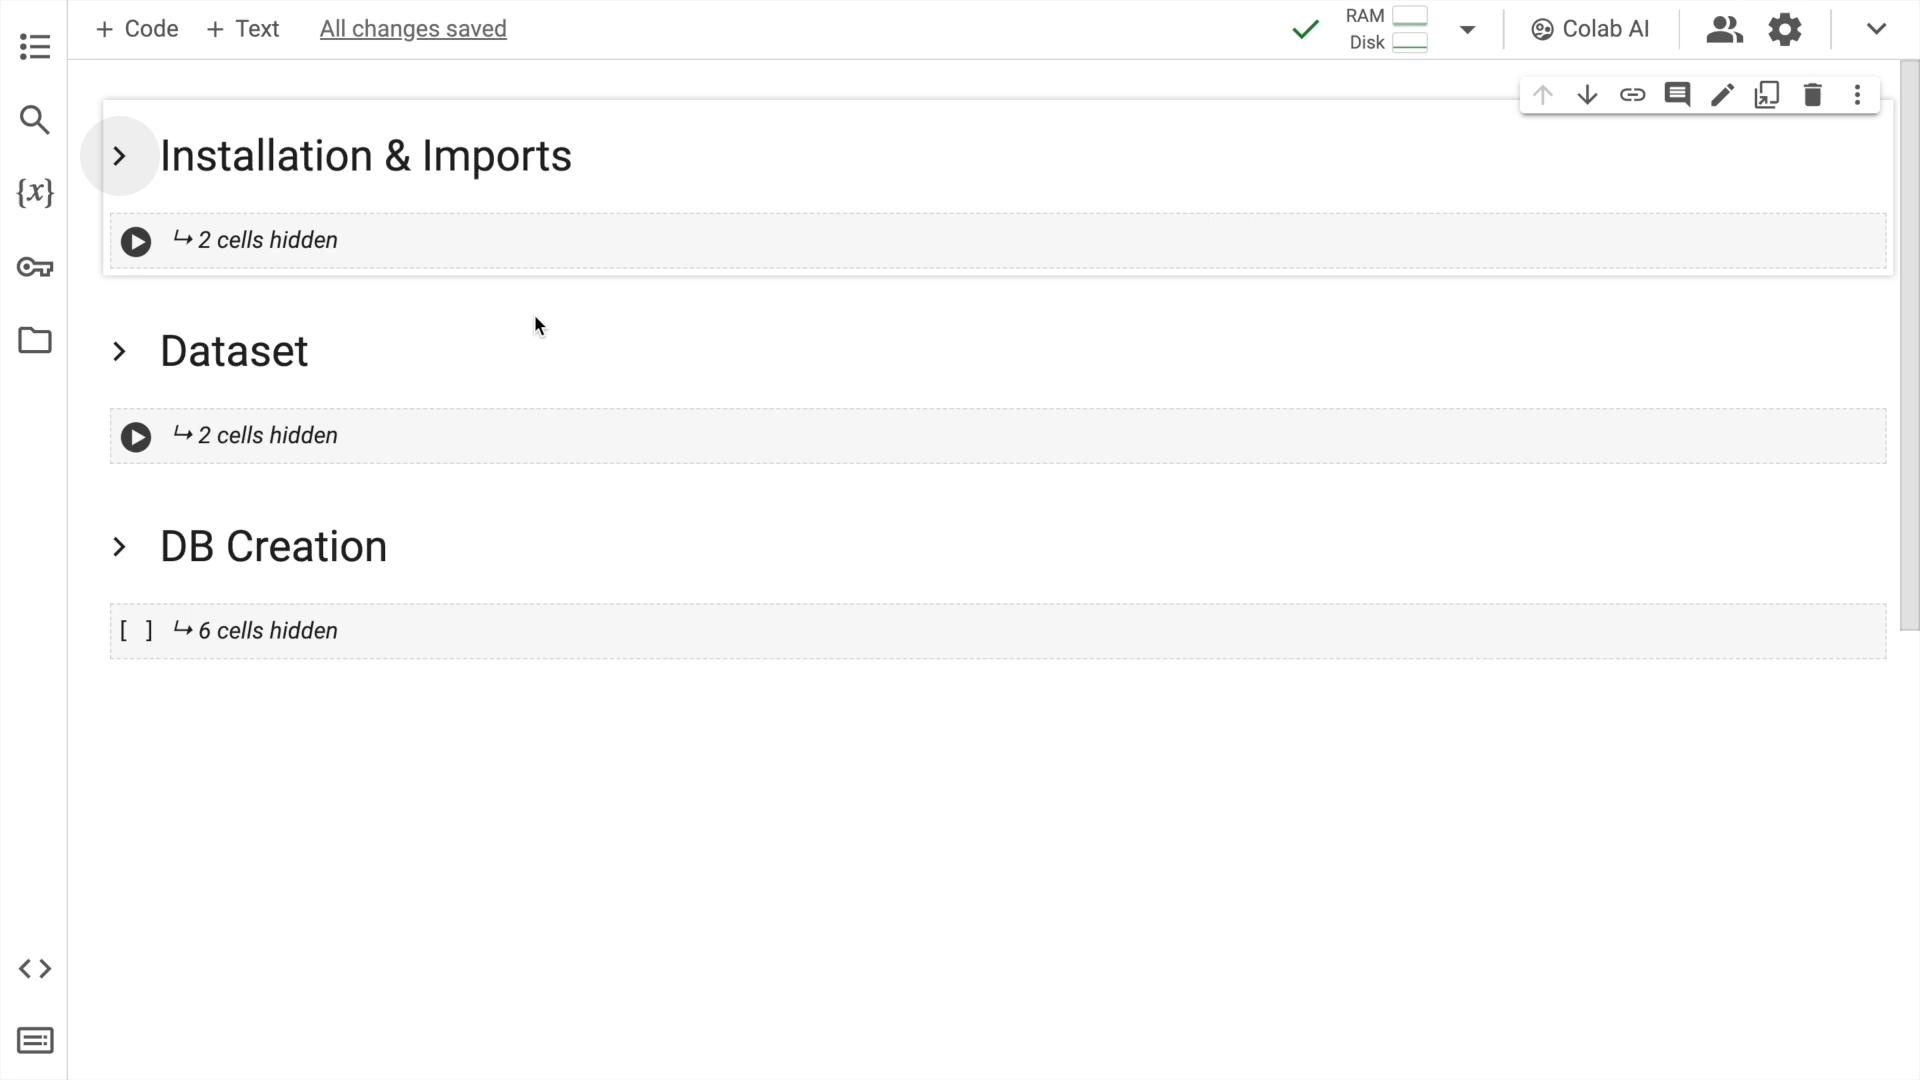 + Code + Text All changes saved
RAM
Disk
Colab AI
{x}
Installation & Imports
2 cells hidden
Dataset
2 cells hidden
DB Creation
[ ] 6 cells hidden